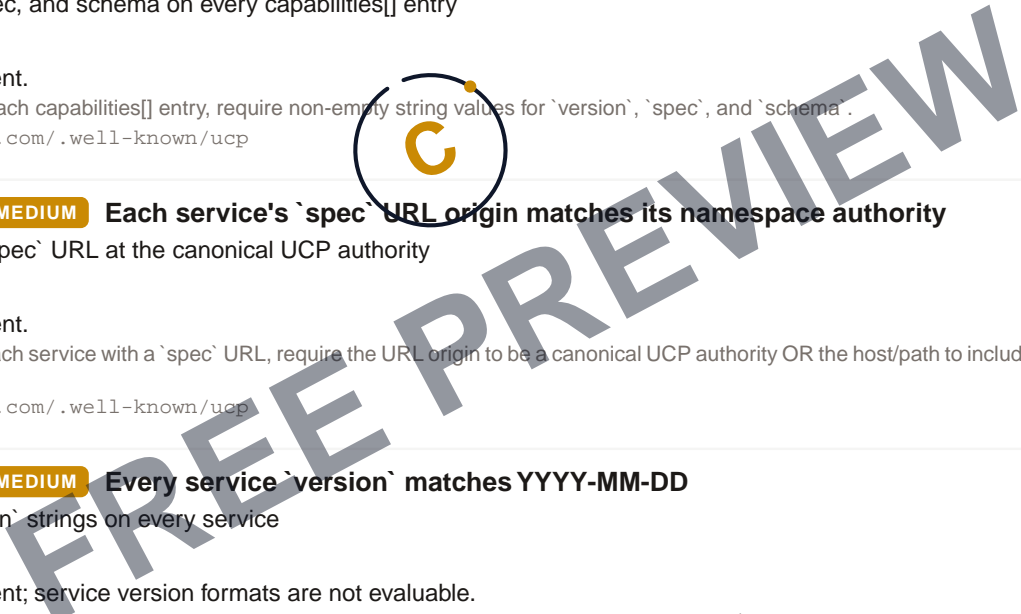 ec, and schema on every capabilities[] entry
ent.
ach capabilities[] entry, require non-empty string values for `version`, `spec`, and `schema`.
.com/.well-known/ucp
C
MEDIUM Each service's `spec` URL origin matches its namespace authority
pec` URL at the canonical UCP authority
ent.
ach service with a `spec` URL, require the URL origin to be a canonical UCP authority OR the host/path to includ
.com/.well-known/ucp
MEDIUM Every service `version` matches YYYY-MM-DD
n` strings on every service
ent; service version formats are not evaluable.
FREE PREVIEW